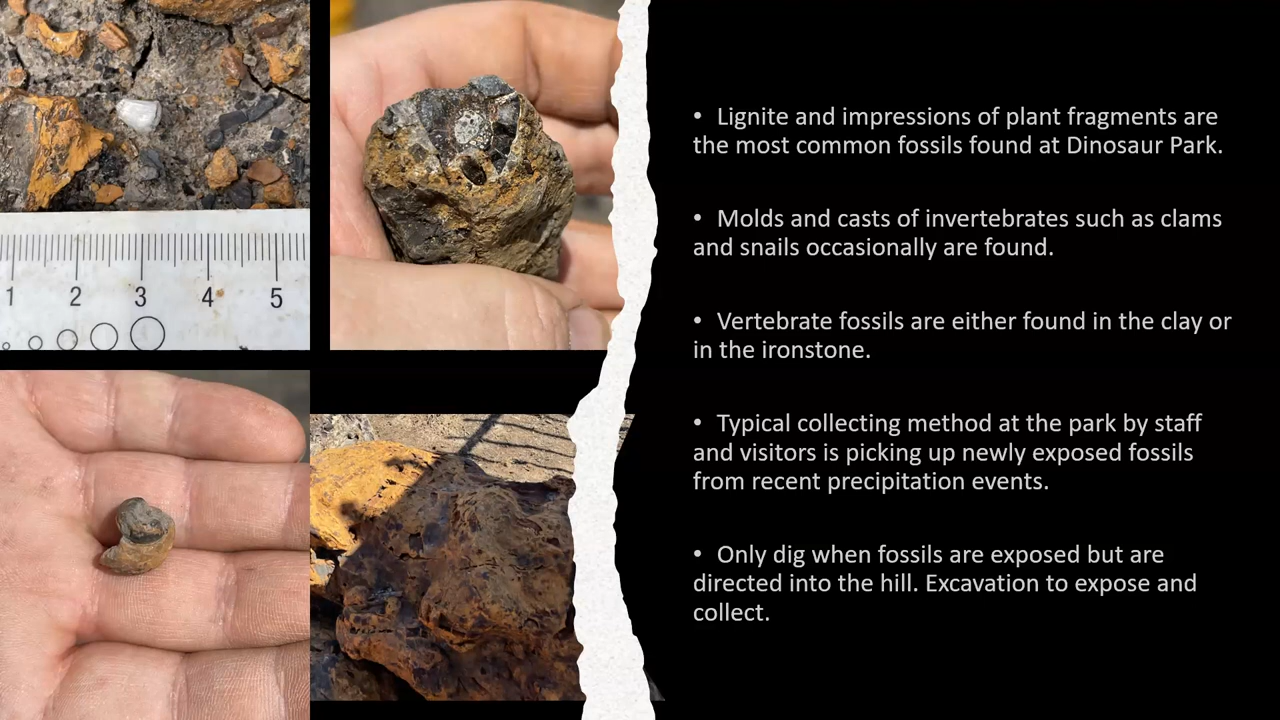 1 2 3 4 5
• Lignite and impressions of plant fragments are
the most common fossils found at Dinosaur Park.
• Molds and casts of invertebrates such as clams
and snails occasionally are found.
• Vertebrate fossils are either found in the clay or
in the ironstone.
• Typical collecting method at the park by staff
and visitors is picking up newly exposed fossils
from recent precipitation events.
• Only dig when fossils are exposed but are
directed into the hill. Excavation to expose and
collect.